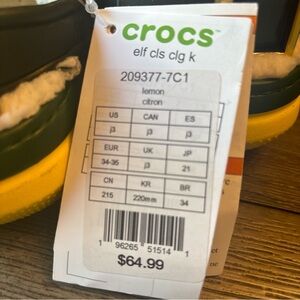 crocs™
elf cls clg k
209377-7C1
lemon
citron
US CAN ES
j3 j3 j3
EUR UK JP
34-35 j3 21
CN KR BR
215 220mm 34
1 96265 51514 1
$64.99